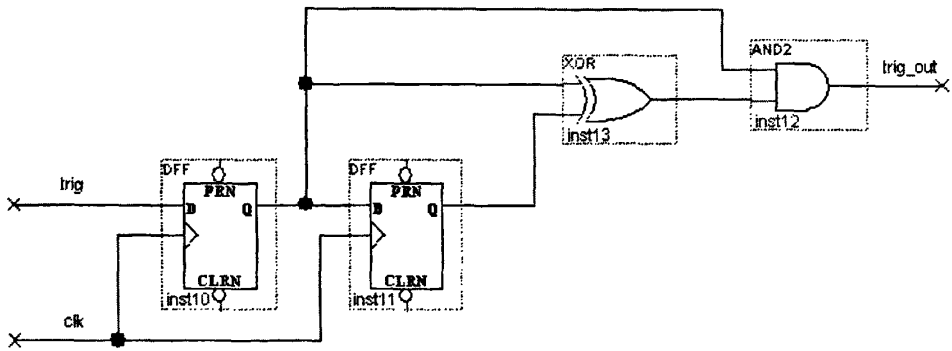 AND2
XOR
trig_out
inst12
inst13
DFF
DFF
trig
PRN
PRN
D
Q
D
Q
CLRN
CLRN
inst10
inst11
clk